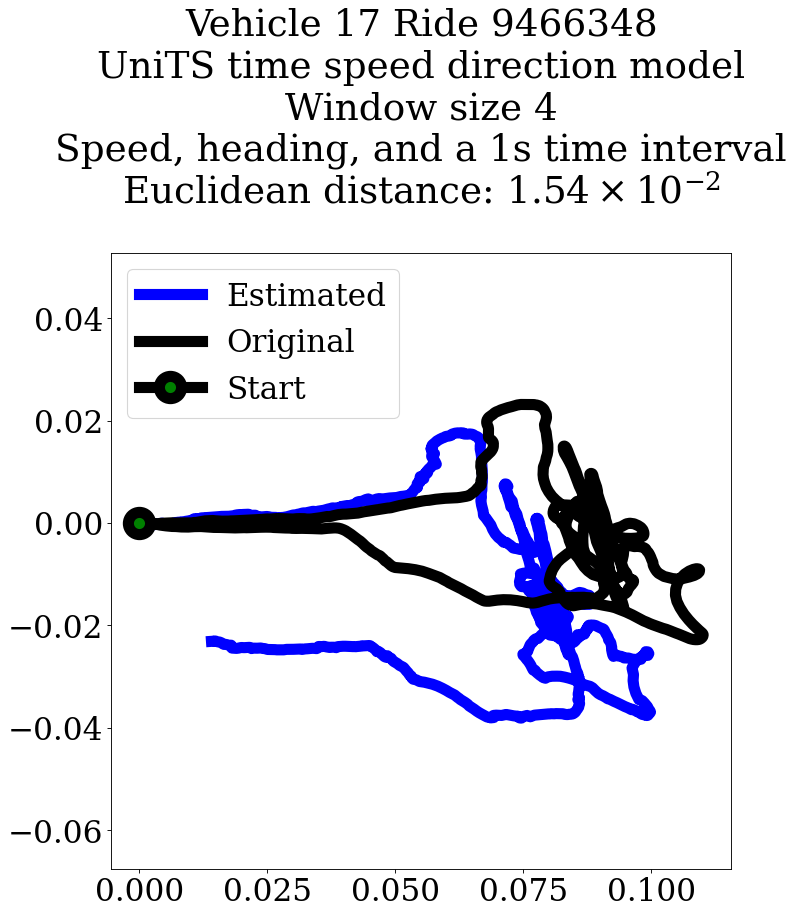 Vehicle 17 Ride 9466348
UniTS time speed direction model
Window size 4
Speed, heading, and a 1s time interval
Euclidean distance: 1.54 × 10⁻²
Estimated
Original
Start
0.04
0.02
0.00
−0.02
−0.04
−0.06
0.000 0.025 0.050 0.075 0.100